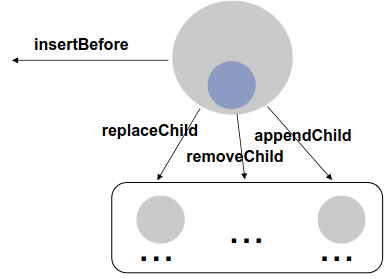 insertBefore
replaceChild
appendChild
removeChild
...
... ...